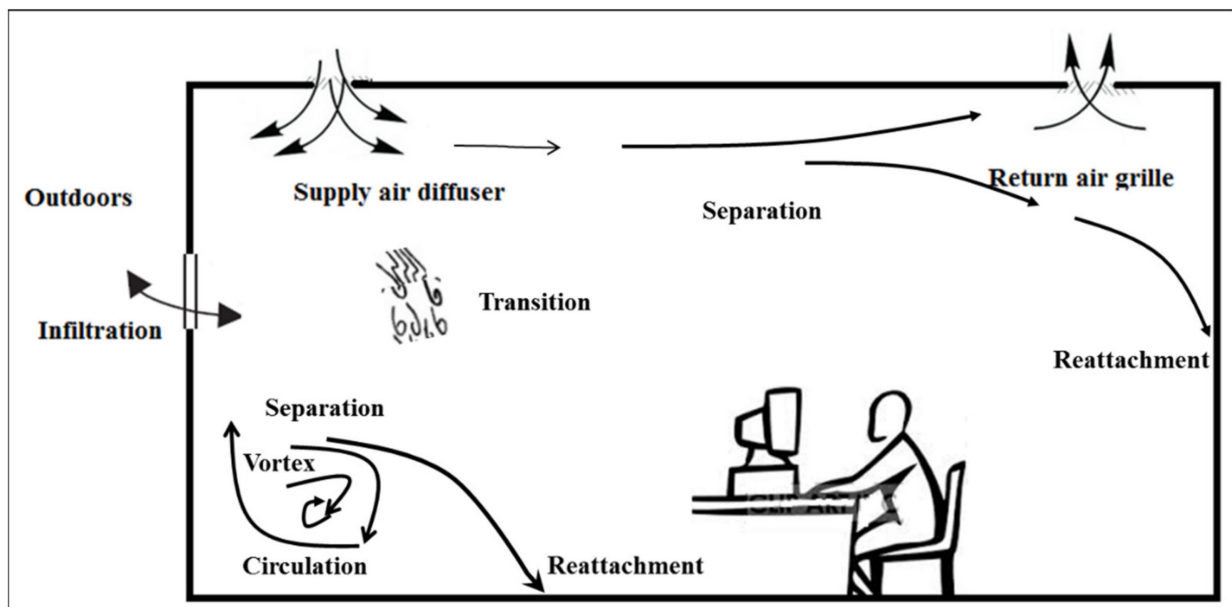 Supply air diffuser
Return air grille
Outdoors
Separation
Transition
Infiltration
Reattachment
Separation
Vortex
Circulation
Reattachment